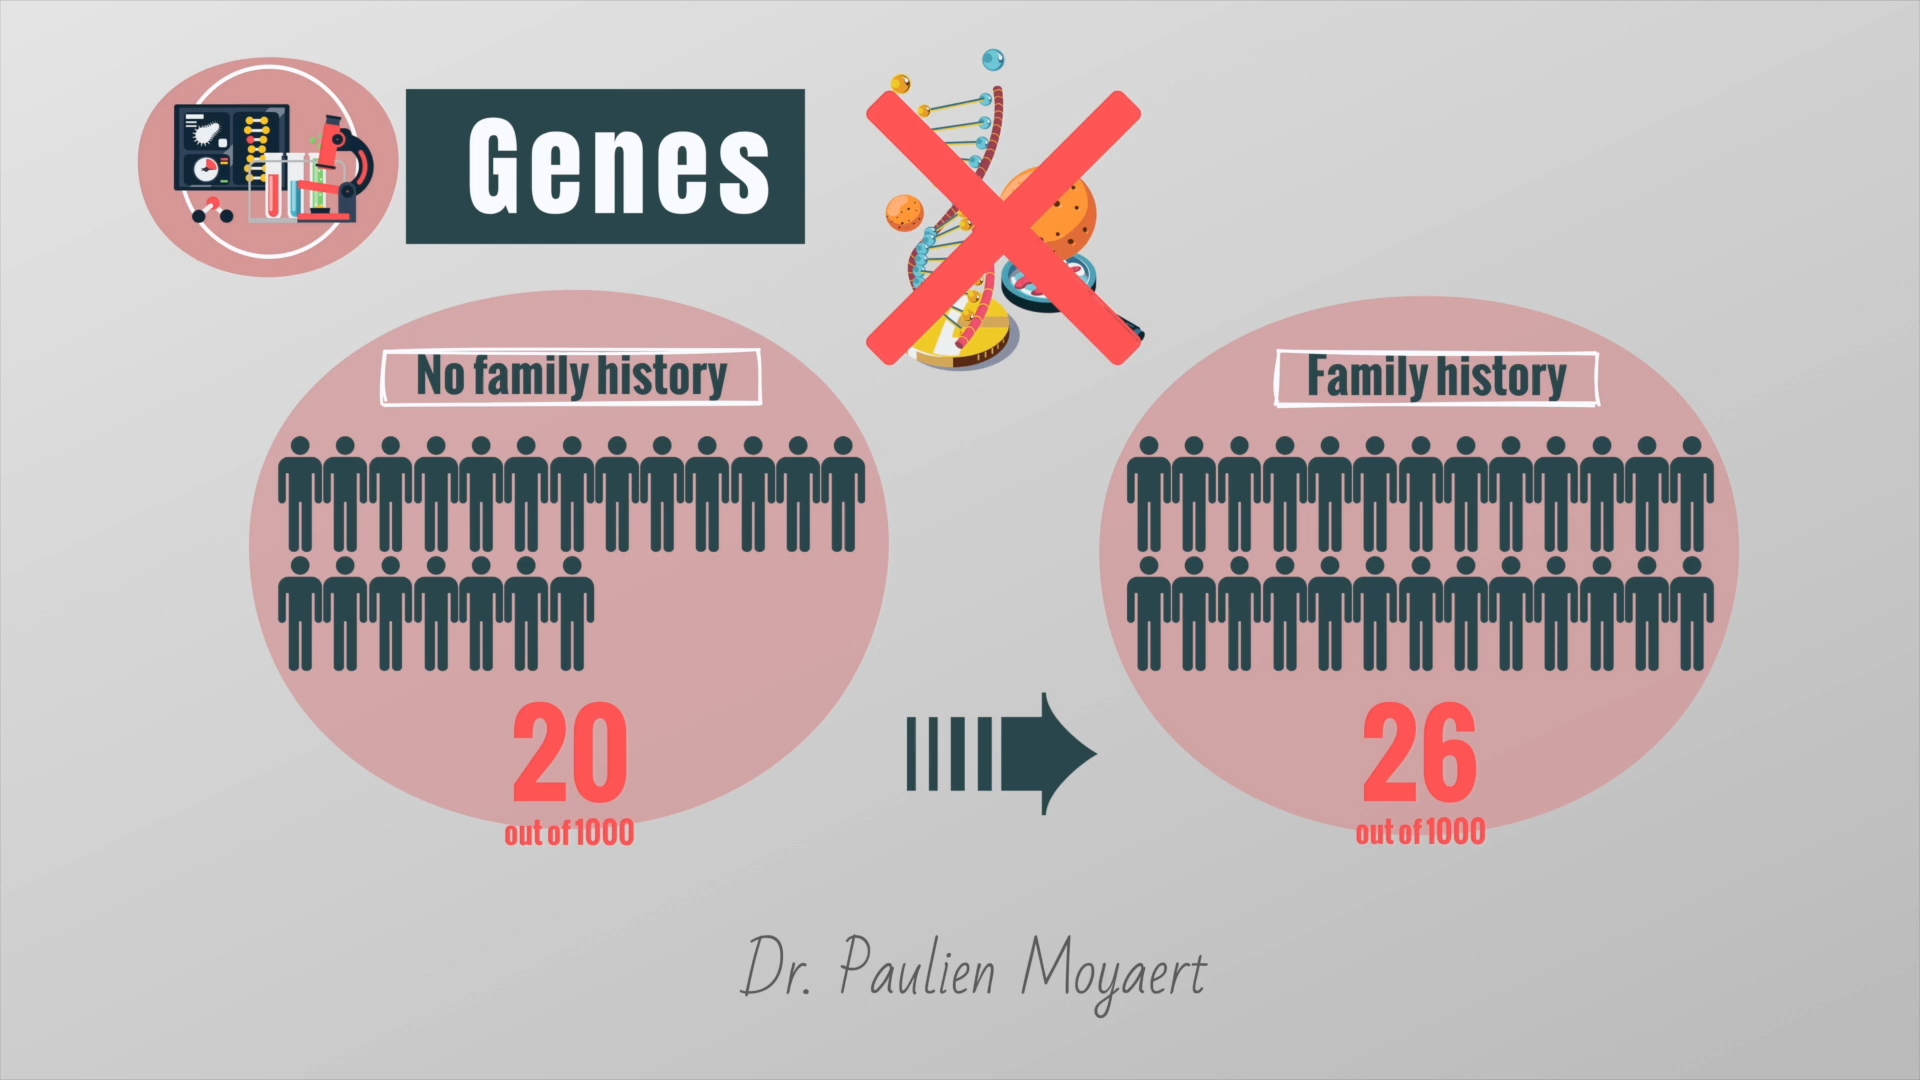 Genes
No family history
Family history
20
out of 1000
26
out of 1000
Dr. Paulien Moyaert